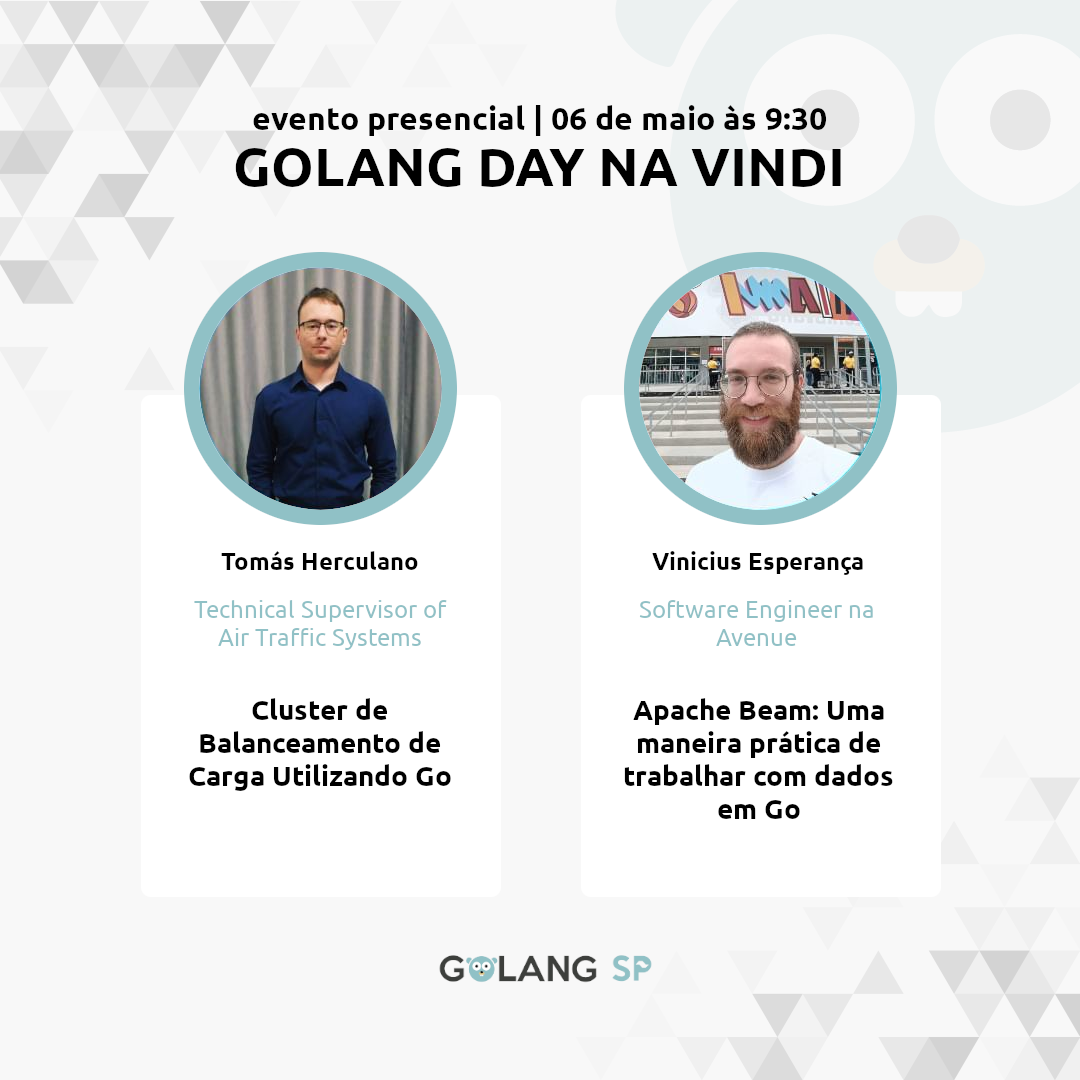 evento presencial | 06 de maio às 9:30
GOLANG DAY NA VINDI
Tomás Herculano
Technical Supervisor of
Air Traffic Systems
Cluster de
Balanceamento de
Carga Utilizando Go
Vinicius Esperança
Software Engineer na
Avenue
Apache Beam: Uma
maneira prática de
trabalhar com dados
em Go
GOLANG SP